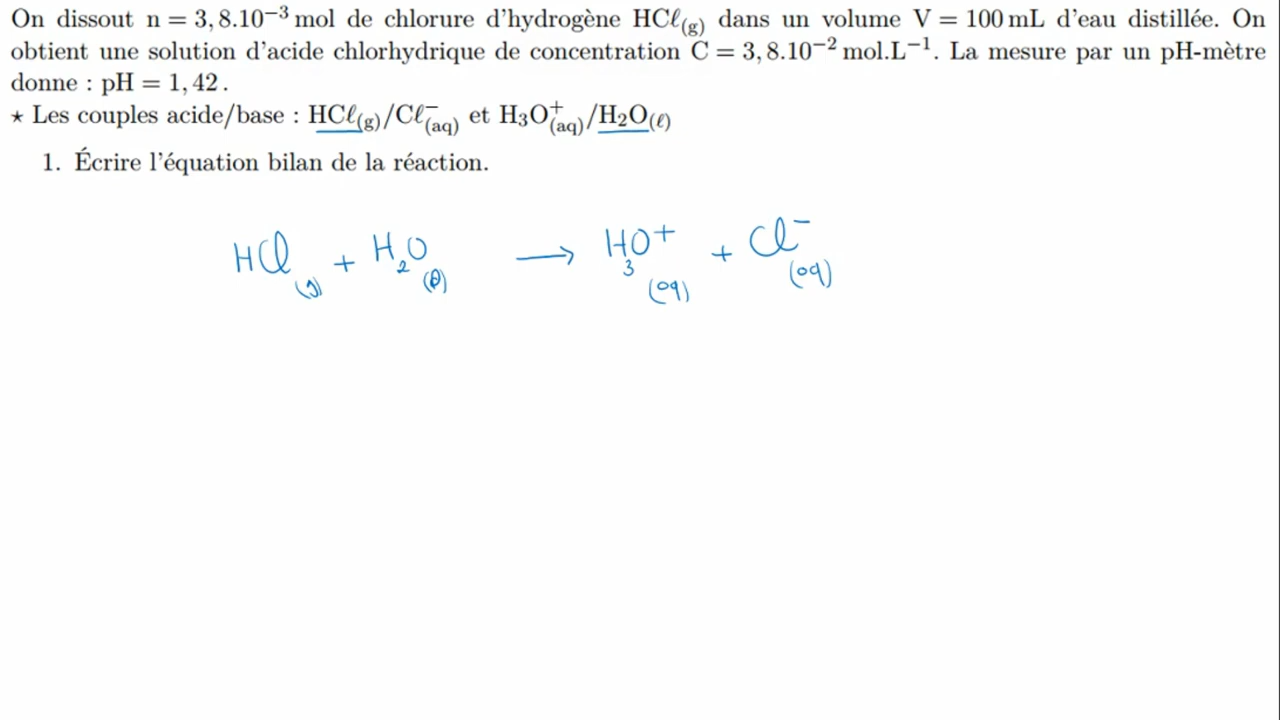 On dissout n = 3, 8.10⁻³ mol de chlorure d'hydrogène HCℓ(g) dans un volume V = 100 mL d'eau distillée. On
obtient une solution d'acide chlorhydrique de concentration C = 3, 8.10⁻² mol.L⁻¹. La mesure par un pH-mètre
donne : pH = 1, 42 .
⋆ Les couples acide/base : HCℓ(g)/Cℓ⁻(aq) et H₃O⁺(aq)/H₂O(ℓ)
1. Écrire l'équation bilan de la réaction.
HCl(g) + H₂O(ℓ) → H₃O⁺(aq) + Cl⁻(aq)